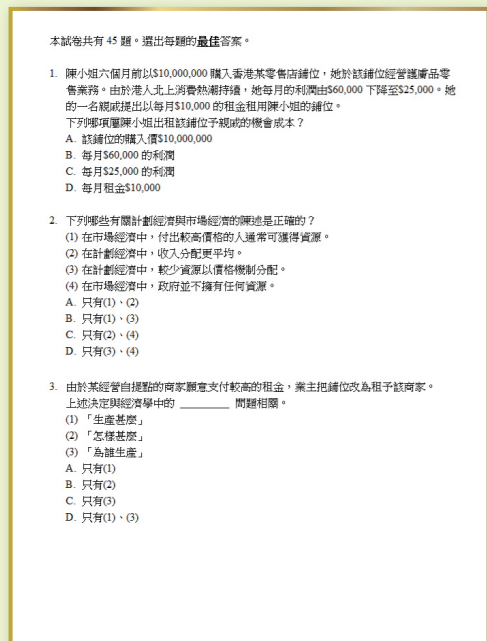 本試卷共有 45 題。選出每題的最佳答案。
1. 陳小姐六個月前以$10,000,000 購入香港某零售店舖位，她於該舖位經營護膚品零
售業務。由於港人北上消費熱潮持續，她每月的利潤由$60,000 下降至$25,000。她
的一名親戚提出以每月$10,000 的租金租用陳小姐的舖位。
下列哪項屬陳小姐出租該舖位予親戚的機會成本？
A. 該舖位的購入價$10,000,000
B. 每月$60,000 的利潤
C. 每月$25,000 的利潤
D. 每月租金$10,000
2. 下列哪些有關計劃經濟與市場經濟的陳述是正確的？
(1) 在市場經濟中，付出較高價格的人通常可獲得資源。
(2) 在計劃經濟中，收入分配更平均。
(3) 在計劃經濟中，較少資源以價格機制分配。
(4) 在市場經濟中，政府並不擁有任何資源。
A. 只有(1)、(2)
B. 只有(1)、(3)
C. 只有(2)、(4)
D. 只有(3)、(4)
3. 由於某經營自提點的商家願意支付較高的租金，業主把舖位改為租予該商家。
上述決定與經濟學中的 ________ 問題相關。
(1) 「生產甚麼」
(2) 「怎樣甚麼」
(3) 「為誰生產」
A. 只有(1)
B. 只有(2)
C. 只有(3)
D. 只有(1)、(3)